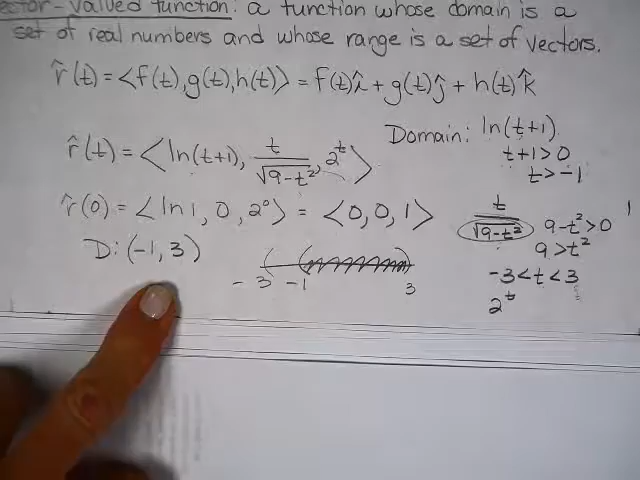 ector-Valued function: a function whose domain is a
set of real numbers and whose range is a set of vectors.
r̂(t) = <f(t), g(t), h(t)> = f(t)î + g(t)ĵ + h(t)k̂
r̂(t) = <ln(t+1), t/√(9-t²), 2^t>
r̂(0) = <ln 1, 0, 2⁰> = <0, 0, 1>
D: (-1, 3)
-3 -1 3
Domain: ln(t+1)
t+1>0
t>-1
t/√(9-t²) 9-t²>0
9>t²
-3<t<3
2^t